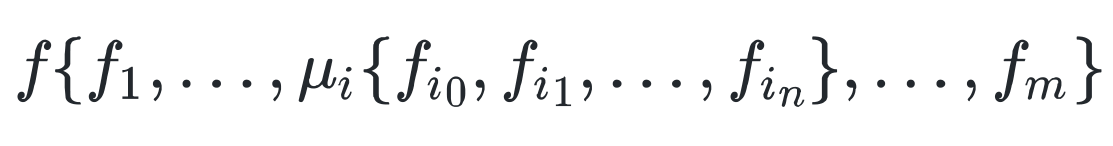 f{f_1, . . . , μ_i{f_{i_0}, f_{i_1}, . . . , f_{i_n}}, . . . , f_m}